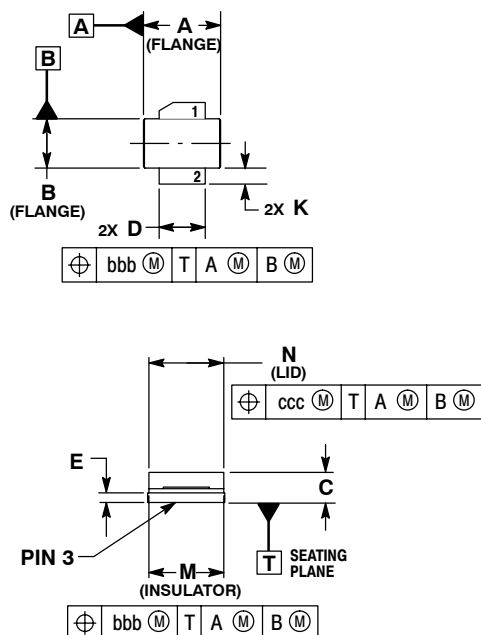 A
A
(FLANGE)
B
1
2
B
(FLANGE)
2X K
2X D
⌖ bbb Ⓜ T A Ⓜ B Ⓜ
N
(LID)
⌖ ccc Ⓜ T A Ⓜ B Ⓜ
E
C
PIN 3
M
(INSULATOR)
T SEATING
PLANE
⌖ bbb Ⓜ T A Ⓜ B Ⓜ